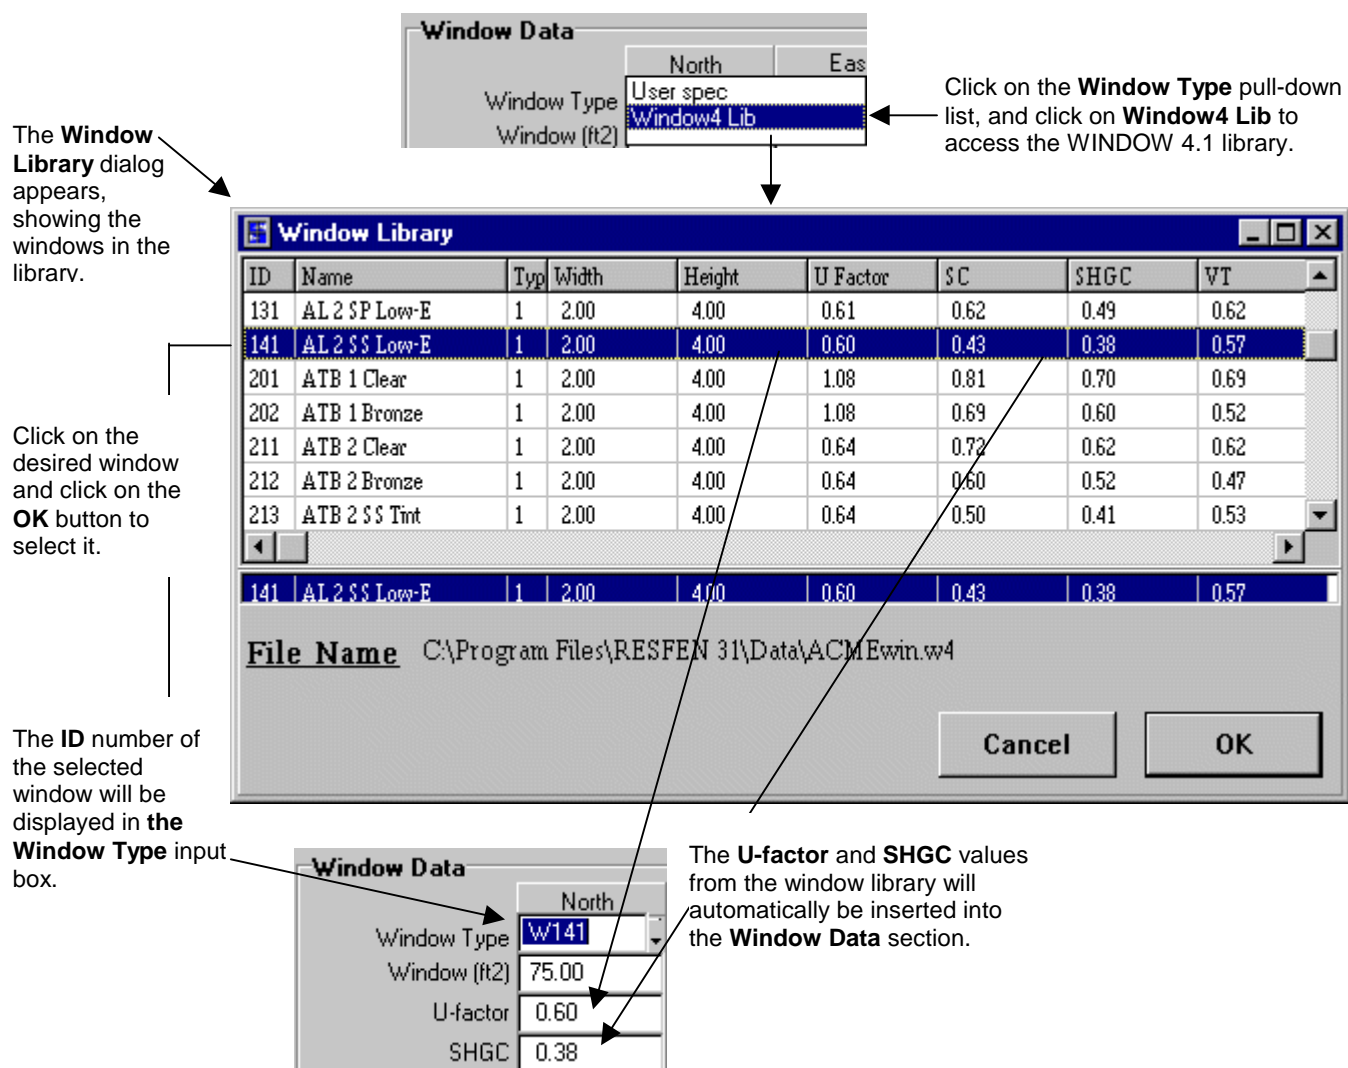 Window Data
North Eas
Window Type User spec
Window4 Lib
Window (ft2)
Click on the Window Type pull-down
list, and click on Window4 Lib to
access the WINDOW 4.1 library.
The Window
Library dialog
appears,
showing the
windows in the
library.
Window Library
ID Name Typ Width Height U Factor SC SHGC VT
131 AL 2 SP Low-E 1 2.00 4.00 0.61 0.62 0.49 0.62
141 AL 2 SS Low-E 1 2.00 4.00 0.60 0.43 0.38 0.57
201 ATB 1 Clear 1 2.00 4.00 1.08 0.81 0.70 0.69
202 ATB 1 Bronze 1 2.00 4.00 1.08 0.69 0.60 0.52
211 ATB 2 Clear 1 2.00 4.00 0.64 0.72 0.62 0.62
212 ATB 2 Bronze 1 2.00 4.00 0.64 0.60 0.52 0.47
213 ATB 2 SS Tint 1 2.00 4.00 0.64 0.50 0.41 0.53
141 AL 2 SS Low-E 1 2.00 4.00 0.60 0.43 0.38 0.57
File Name C:\Program Files\RESFEN 31\Data\ACMEwin.w4
Cancel OK
Click on the
desired window
and click on the
OK button to
select it.
The ID number of
the selected
window will be
displayed in the
Window Type input
box.
Window Data
North
Window Type W141
Window (ft2) 75.00
U-factor 0.60
SHGC 0.38
The U-factor and SHGC values
from the window library will
automatically be inserted into
the Window Data section.